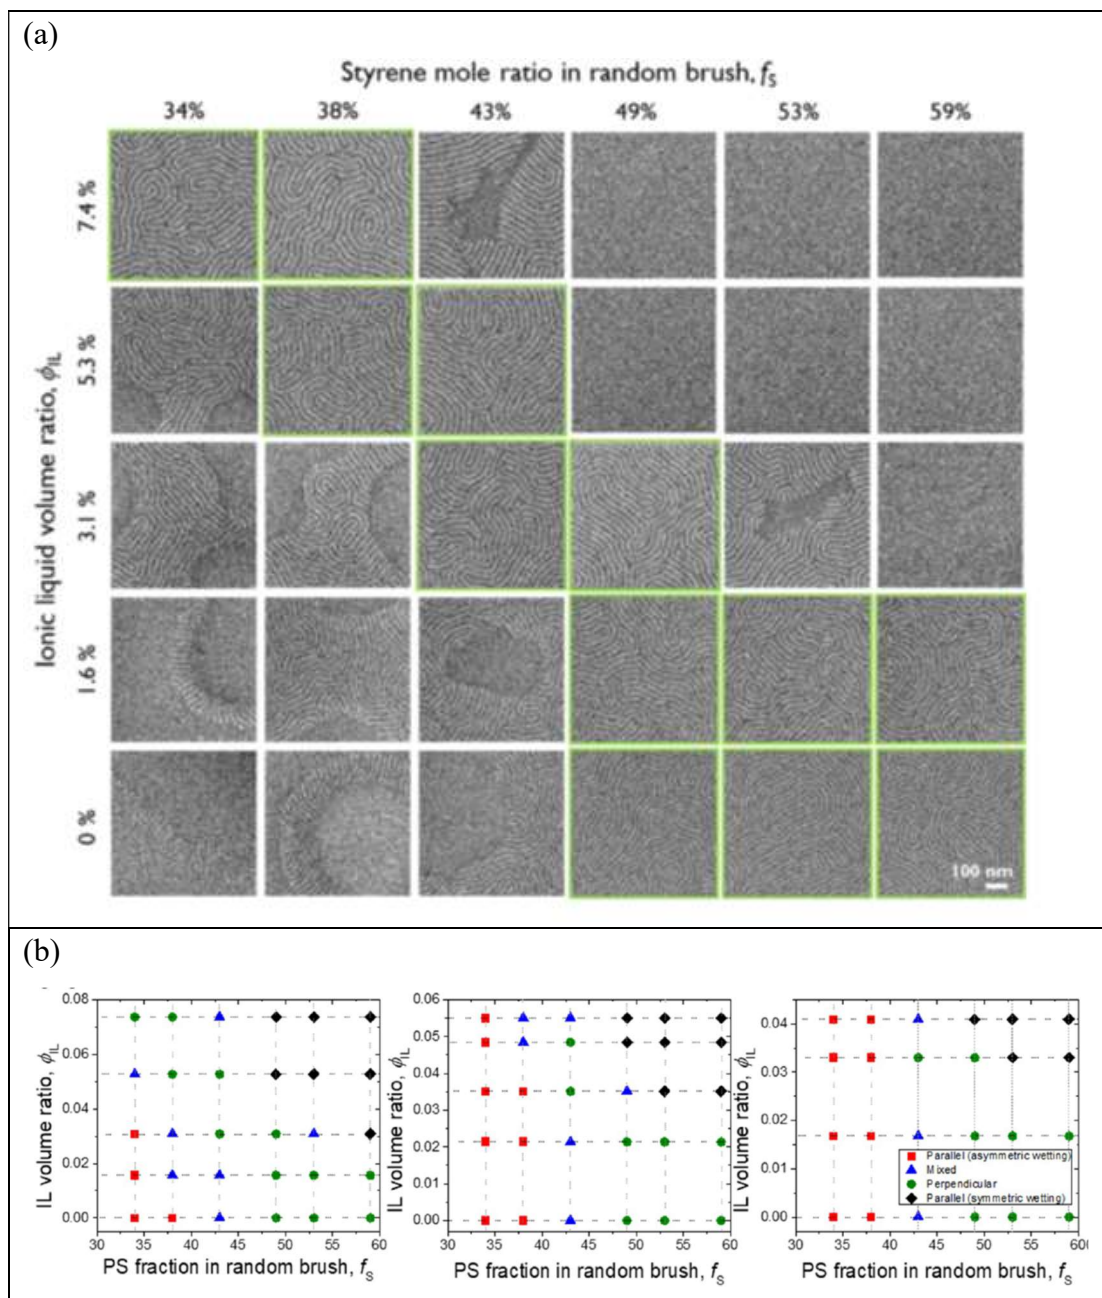 (a)
Styrene mole ratio in random brush, fS
34% 38% 43% 49% 53% 59%
Ionic liquid volume ratio, ϕIL
7.4 %
5.3 %
3.1 %
1.6 %
0 %
100 nm
(b)
IL volume ratio, ϕIL
0.08
0.06
0.04
0.02
0.00
30 35 40 45 50 55 60
PS fraction in random brush, fS
IL volume ratio, ϕIL
0.06
0.05
0.04
0.03
0.02
0.01
0.00
30 35 40 45 50 55 60
PS fraction in random brush, fS
IL volume ratio, ϕIL
0.04
0.03
0.02
0.01
0.00
Parallel (asymmetric wetting)
Mixed
Perpendicular
Parallel (symmetric wetting)
30 35 40 45 50 55 600
PS fraction in random brush, fS